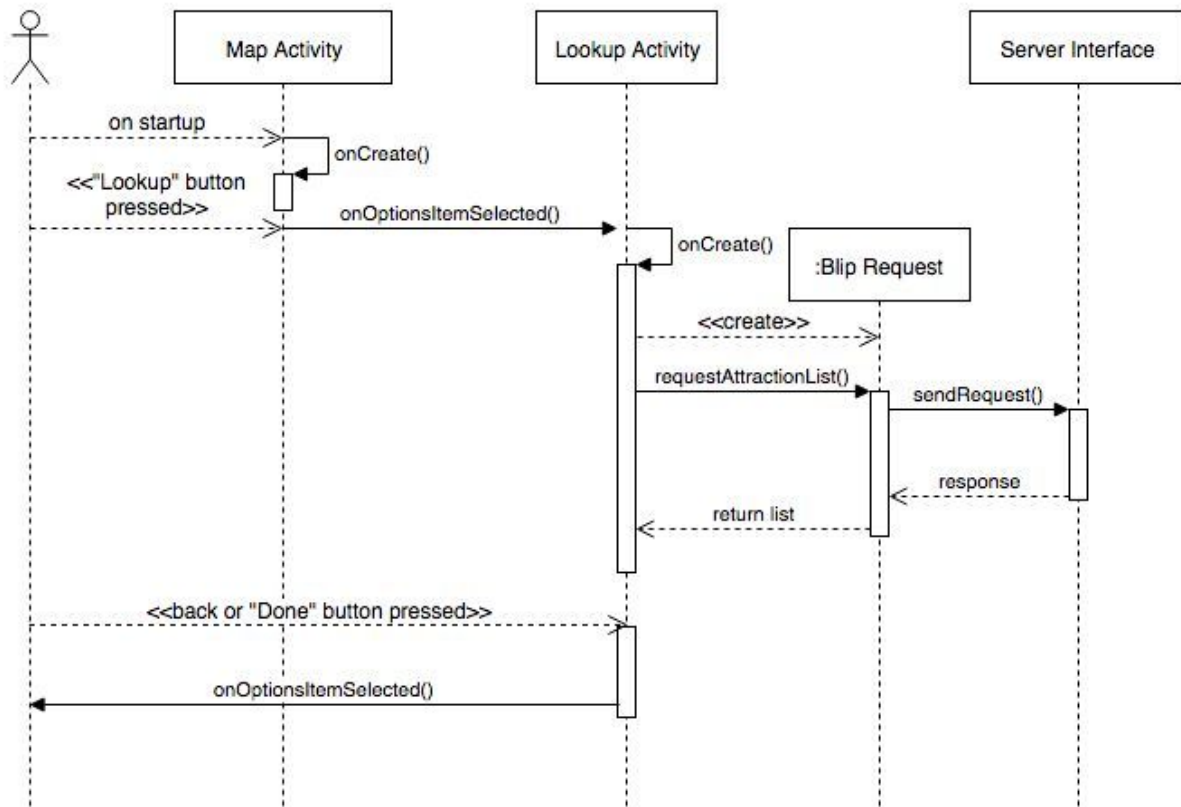 Map Activity
Lookup Activity
Server Interface
on startup
onCreate()
<<"Lookup" button
pressed>>
onOptionsItemSelected()
onCreate()
:Blip Request
<<create>>
requestAttractionList()
sendRequest()
response
return list
<<back or "Done" button pressed>>
onOptionsItemSelected()